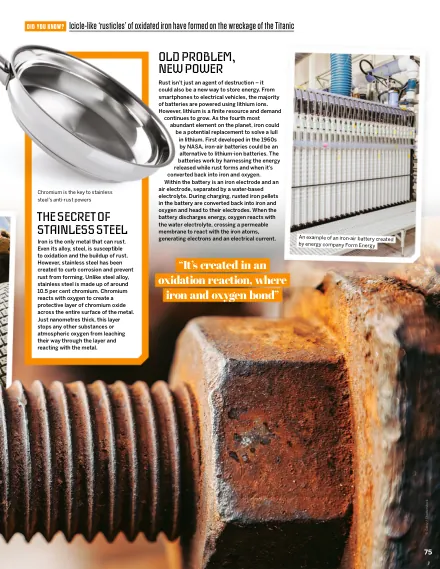 DID YOU KNOW? Icicle-like 'rusticles' of oxidated iron have formed on the wreckage of the Titanic
Chromium is the key to stainless
steel's anti-rust powers
THE SECRET OF
STAINLESS STEEL
Iron is the only metal that can rust.
Even its alloy, steel, is susceptible
to oxidation and the buildup of rust.
However, stainless steel has been
created to curb corrosion and prevent
rust from forming. Unlike steel alloy,
stainless steel is made up of around
10.5 per cent chromium. Chromium
reacts with oxygen to create a
protective layer of chromium oxide
across the entire surface of the metal.
Just nanometres thick, this layer
stops any other substances or
atmospheric oxygen from leaching
their way through the layer and
reacting with the metal.
OLD PROBLEM,
NEW POWER
Rust isn't just an agent of destruction – it
could also be a new way to store energy. From
smartphones to electrical vehicles, the majority
of batteries are powered using lithium ions.
However, lithium is a finite resource and demand
continues to grow. As the fourth most
abundant element on the planet, iron could
be a potential replacement to solve a lull
in lithium. First developed in the 1960s
by NASA, iron-air batteries could be an
alternative to lithium-ion batteries. The
batteries work by harnessing the energy
released while rust forms and when it's
converted back into iron and oxygen.
Within the battery is an iron electrode and an
air electrode, separated by a water-based
electrolyte. During charging, rusted iron pellets
in the battery are converted back into iron and
oxygen and head to their electrodes. When the
battery discharges energy, oxygen reacts with
the water electrolyte, crossing a permeable
membrane to react with the iron atoms,
generating electrons and an electrical current.
An example of an iron-air battery created
by energy company Form Energy
"It's created in an
oxidation reaction, where
iron and oxygen bond"
75